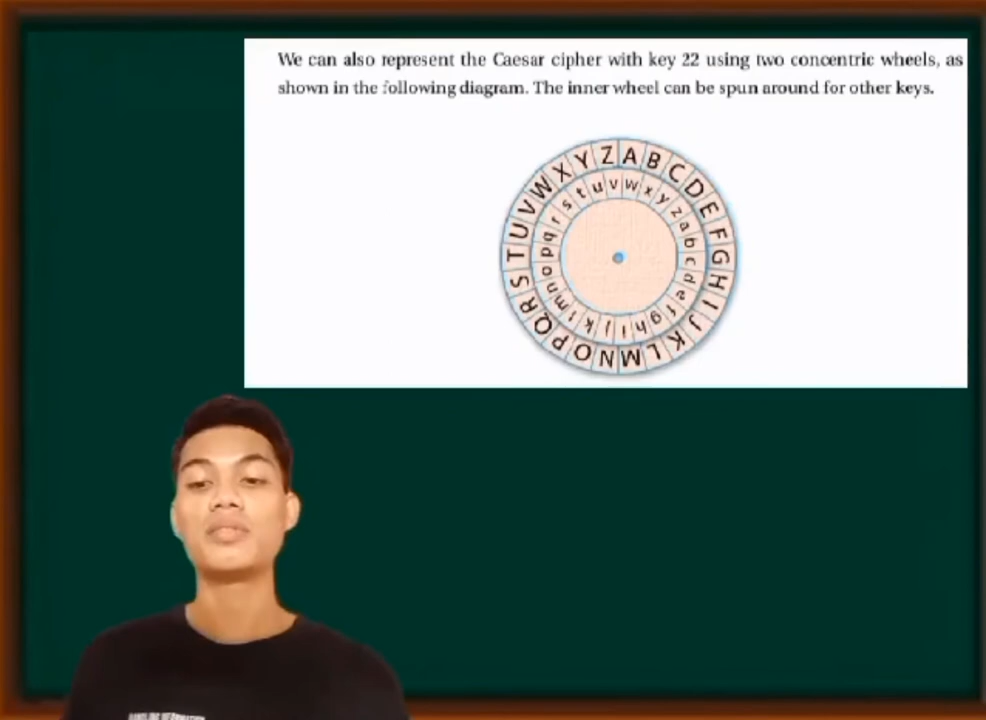 We can also represent the Caesar cipher with key 22 using two concentric wheels, as
shown in the following diagram. The inner wheel can be spun around for other keys.
A B C D E F G H I J K L M N O P Q R S T U V W X Y Z
w x y z a b c d e f g h i j k l m n o p q r s t u v